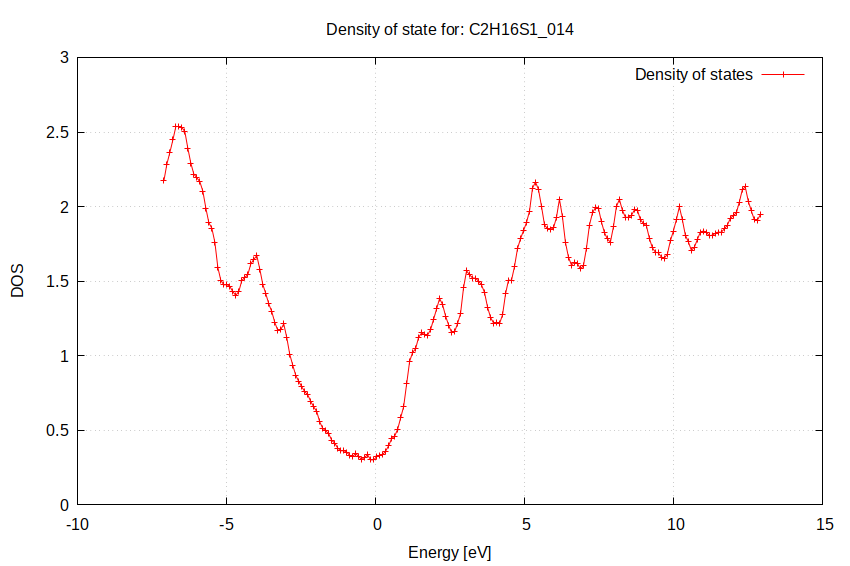 Density of state for: C2H16S1_014
Density of states
DOS
3
2.5
2
1.5
1
0.5
0
-10 -5 0 5 10 15
Energy [eV]